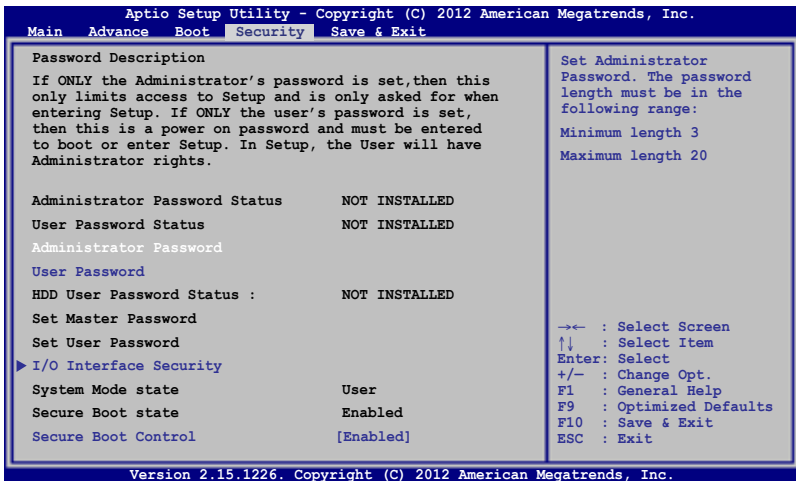 Aptio Setup Utility - Copyright (C) 2012 American Megatrends, Inc.
Main Advance Boot Security Save & Exit
Password Description
If ONLY the Administrator's password is set,then this
only limits access to Setup and is only asked for when
entering Setup. If ONLY the user's password is set,
then this is a power on password and must be entered
to boot or enter Setup. In Setup, the User will have
Administrator rights.
Administrator Password Status NOT INSTALLED
User Password Status NOT INSTALLED
Administrator Password
User Password
HDD User Password Status : NOT INSTALLED
Set Master Password
Set User Password
I/O Interface Security
System Mode state User
Secure Boot state Enabled
Secure Boot Control [Enabled]
Set Administrator
Password. The password
length must be in the
following range:
Minimum length 3
Maximum length 20
→← : Select Screen
↑↓ : Select Item
Enter: Select
+/— : Change Opt.
F1 : General Help
F9 : Optimized Defaults
F10 : Save & Exit
ESC : Exit
Version 2.15.1226. Copyright (C) 2012 American Megatrends, Inc.